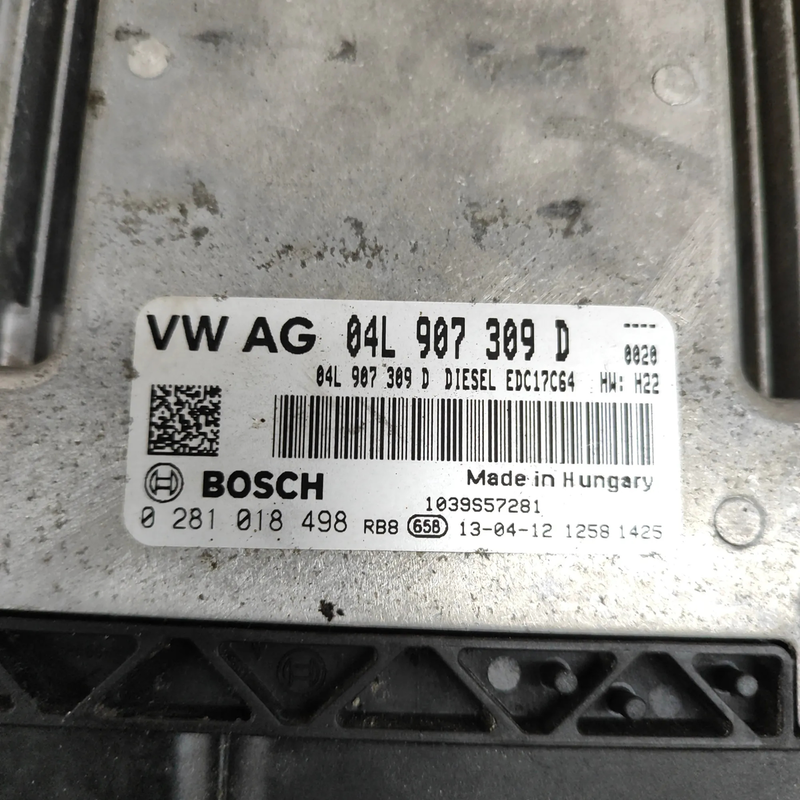 VW AG 04L 907 309 D ----
0020
04L 907 309 D DIESEL EDC17C64 HW: H22
Made in Hungary
BOSCH
1039S57281
0 281 018 498 RB8 658 13-04-12 1258 1425